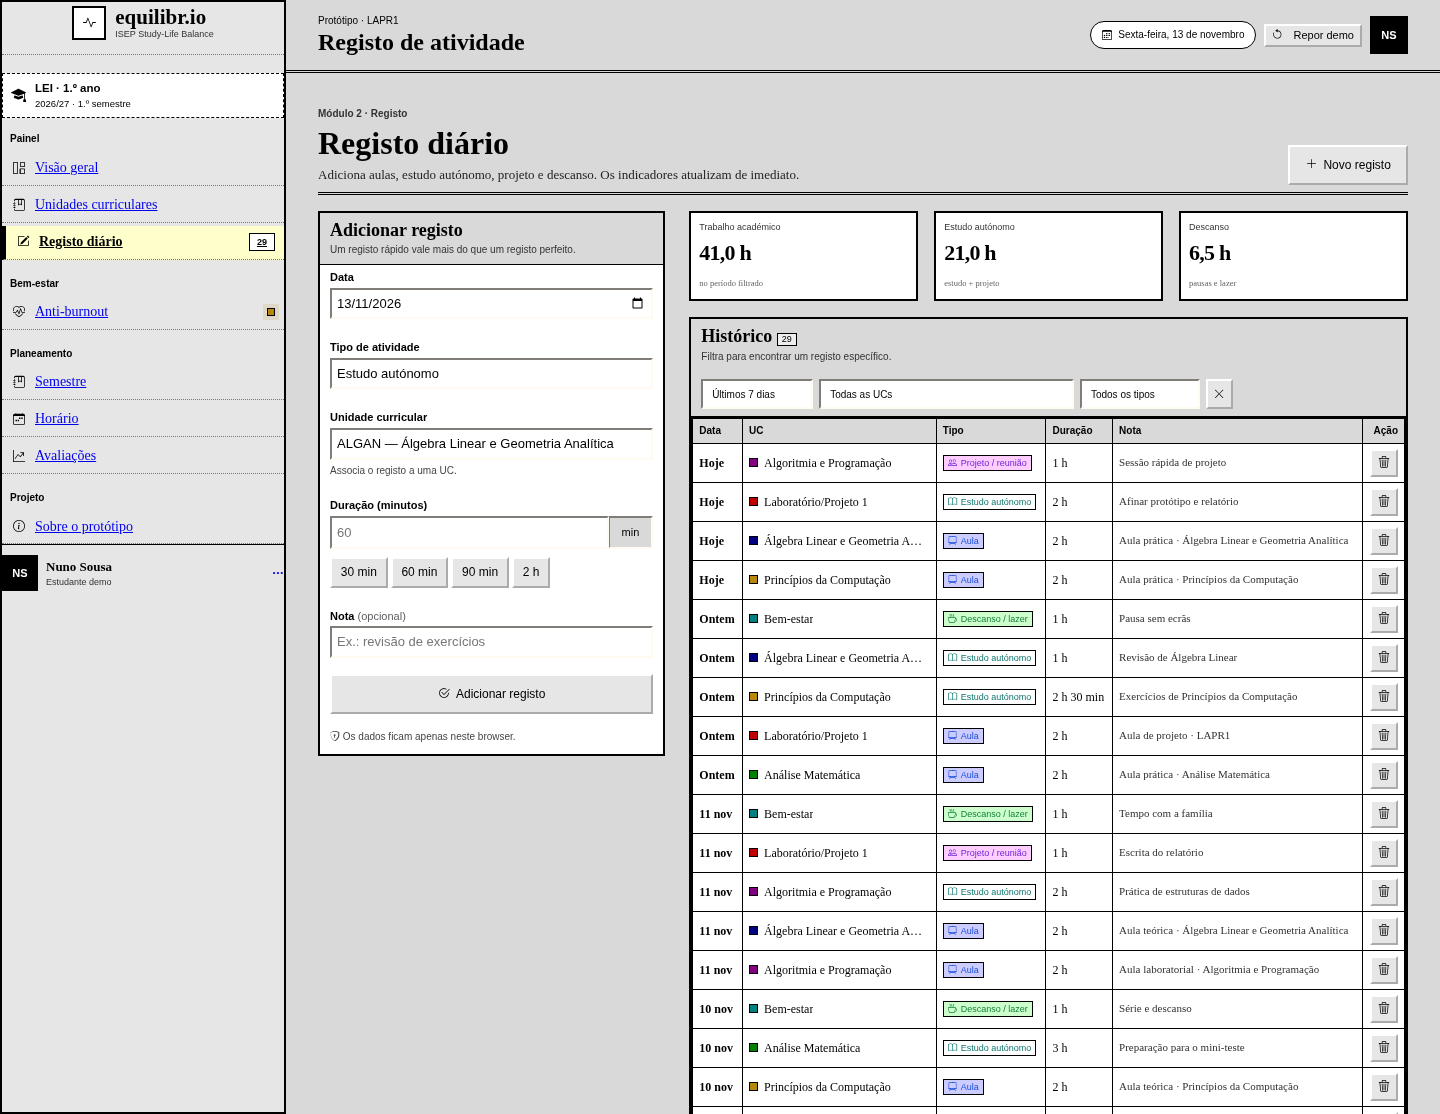 equilibr.io
ISEP Study-Life Balance
LEI · 1.º ano
2026/27 · 1.º semestre
Painel
Visão geral
Unidades curriculares
Registo diário 29
Bem-estar
Anti-burnout
Planeamento
Semestre
Horário
Avaliações
Projeto
Sobre o protótipo
NS Nuno Sousa
Estudante demo
...
Protótipo · LAPR1
Registo de atividade
Sexta-feira, 13 de novembro
Repor demo
NS
Módulo 2 · Registo
Registo diário
Adiciona aulas, estudo autónomo, projeto e descanso. Os indicadores atualizam de imediato.
Novo registo
Adicionar registo
Um registo rápido vale mais do que um registo perfeito.
Data
13/11/2026
Tipo de atividade
Estudo autónomo
Unidade curricular
ALGAN — Álgebra Linear e Geometria Analítica
Associa o registo a uma UC.
Duração (minutos)
60 min
30 min 60 min 90 min 2 h
Nota (opcional)
Ex.: revisão de exercícios
Adicionar registo
Os dados ficam apenas neste browser.
Trabalho académico
41,0 h
no período filtrado
Estudo autónomo
21,0 h
estudo + projeto
Descanso
6,5 h
pausas e lazer
Histórico 29
Filtra para encontrar um registo específico.
Últimos 7 dias Todas as UCs Todos os tipos
Data UC Tipo Duração Nota Ação
Hoje Algoritmia e Programação Projeto / reunião 1 h Sessão rápida de projeto
Hoje Laboratório/Projeto 1 Estudo autónomo 2 h Afinar protótipo e relatório
Hoje Álgebra Linear e Geometria A… Aula 2 h Aula prática · Álgebra Linear e Geometria Analítica
Hoje Princípios da Computação Aula 2 h Aula prática · Princípios da Computação
Ontem Bem-estar Descanso / lazer 1 h Pausa sem ecrãs
Ontem Álgebra Linear e Geometria A… Estudo autónomo 1 h Revisão de Álgebra Linear
Ontem Princípios da Computação Estudo autónomo 2 h 30 min Exercícios de Princípios da Computação
Ontem Laboratório/Projeto 1 Aula 2 h Aula de projeto · LAPR1
Ontem Análise Matemática Aula 2 h Aula prática · Análise Matemática
11 nov Bem-estar Descanso / lazer 1 h Tempo com a família
11 nov Laboratório/Projeto 1 Projeto / reunião 1 h Escrita do relatório
11 nov Algoritmia e Programação Estudo autónomo 2 h Prática de estruturas de dados
11 nov Álgebra Linear e Geometria A… Aula 2 h Aula teórica · Álgebra Linear e Geometria Analítica
11 nov Algoritmia e Programação Aula 2 h Aula laboratorial · Algoritmia e Programação
10 nov Bem-estar Descanso / lazer 1 h Série e descanso
10 nov Análise Matemática Estudo autónomo 3 h Preparação para o mini-teste
10 nov Princípios da Computação Aula 2 h Aula teórica · Princípios da Computação